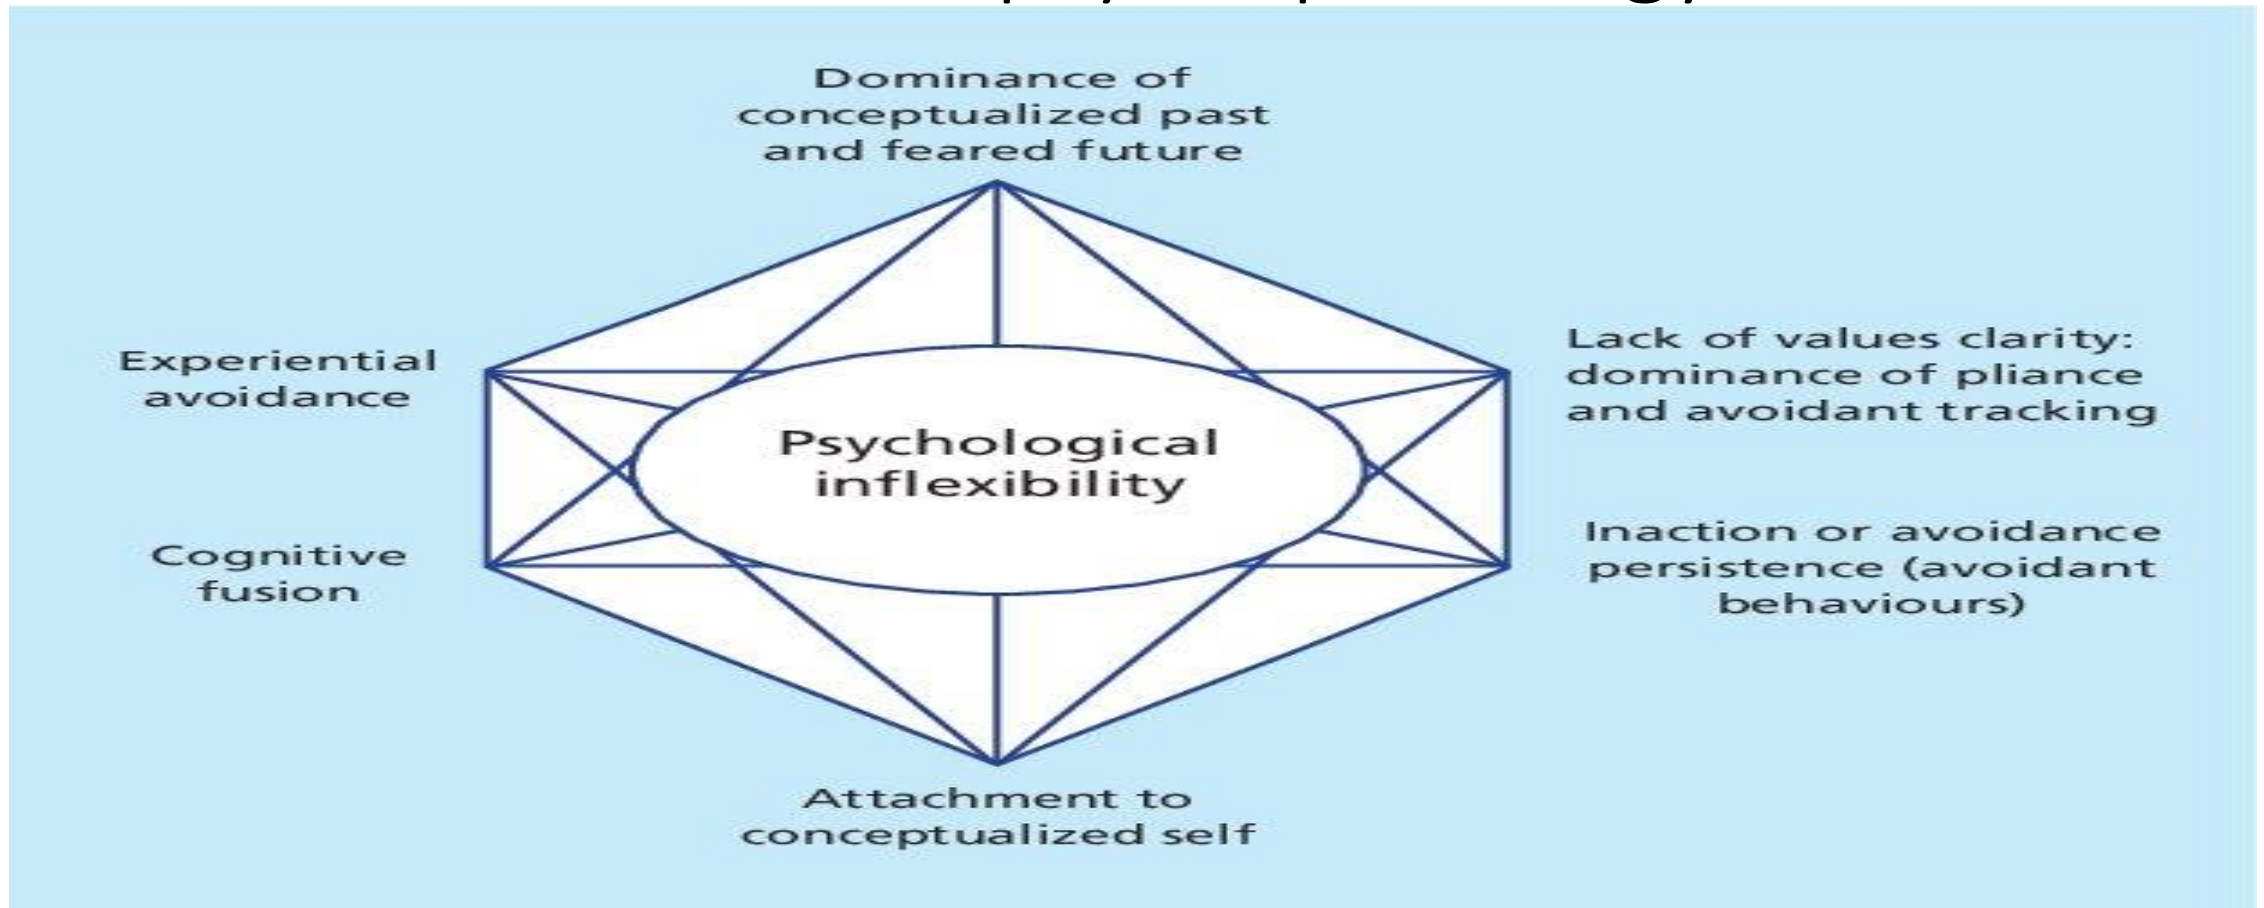 Dominance of
conceptualized past
and feared future
Experiential
avoidance
Lack of values clarity:
dominance of pliance
and avoidant tracking
Psychological
inflexibility
Cognitive
fusion
Inaction or avoidance
persistence (avoidant
behaviours)
Attachment to
conceptualized self